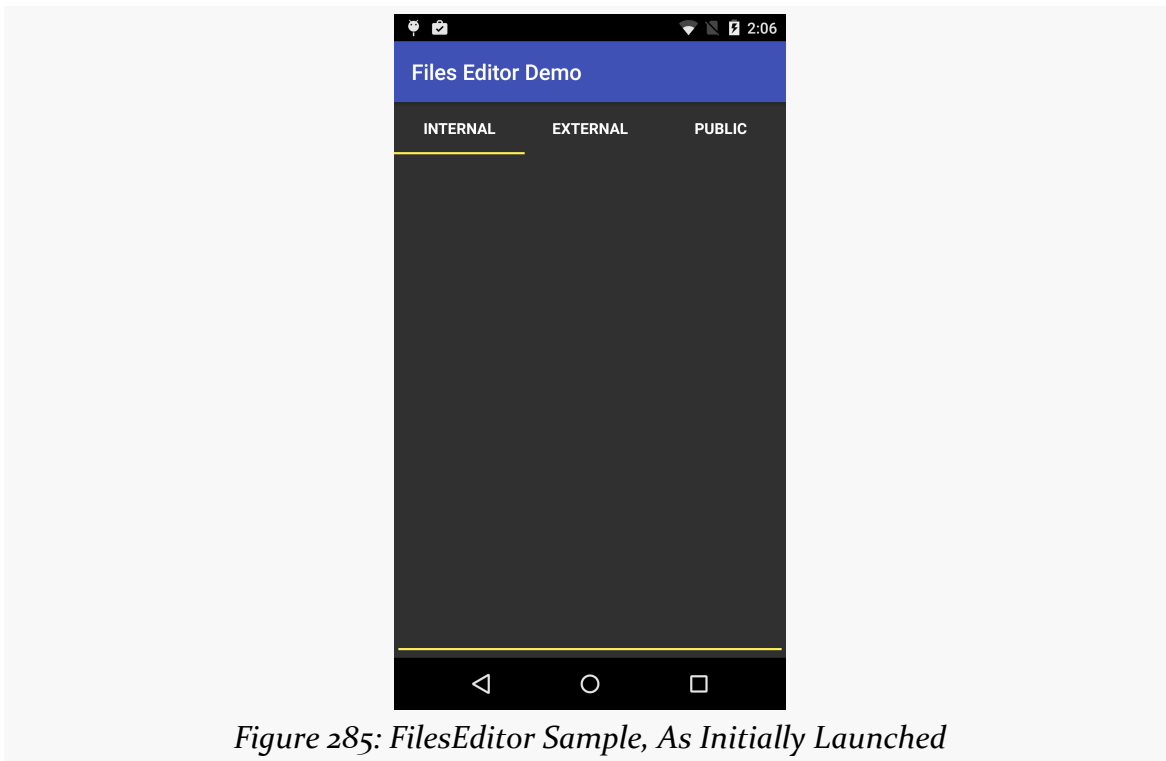 2:06
Files Editor Demo
INTERNAL EXTERNAL PUBLIC
Figure 285: FilesEditor Sample, As Initially Launched